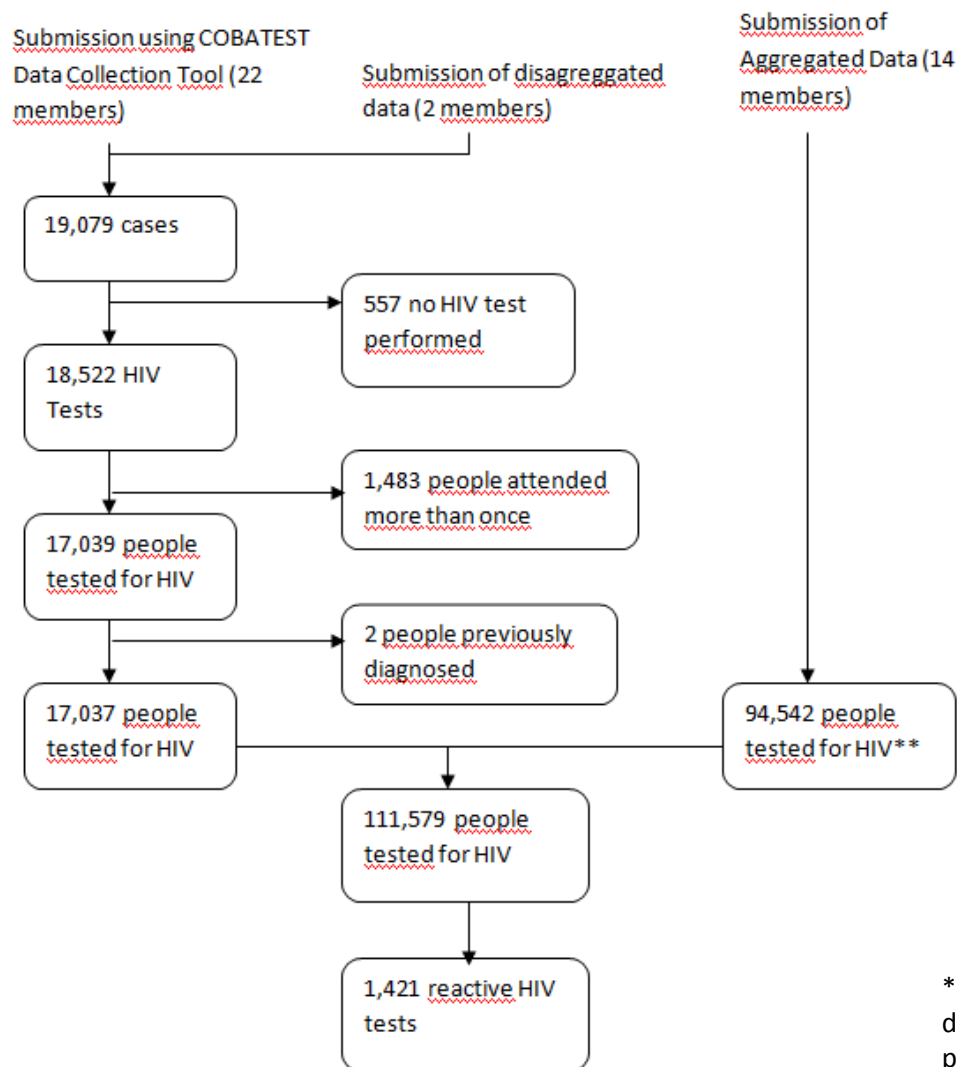 Submission using COBATEST
Data Collection Tool (22
members)
Submission of disagreggated
data (2 members)
Submission of
Aggregated Data (14
members)
19,079 cases
557 no HIV test
performed
18,522 HIV
Tests
1,483 people attended
more than once
17,039 people
tested for HIV
2 people previously
diagnosed
17,037 people
tested for HIV
94,542 people
tested for HIV**
111,579 people
tested for HIV
1,421 reactive HIV
tests
*
d
p